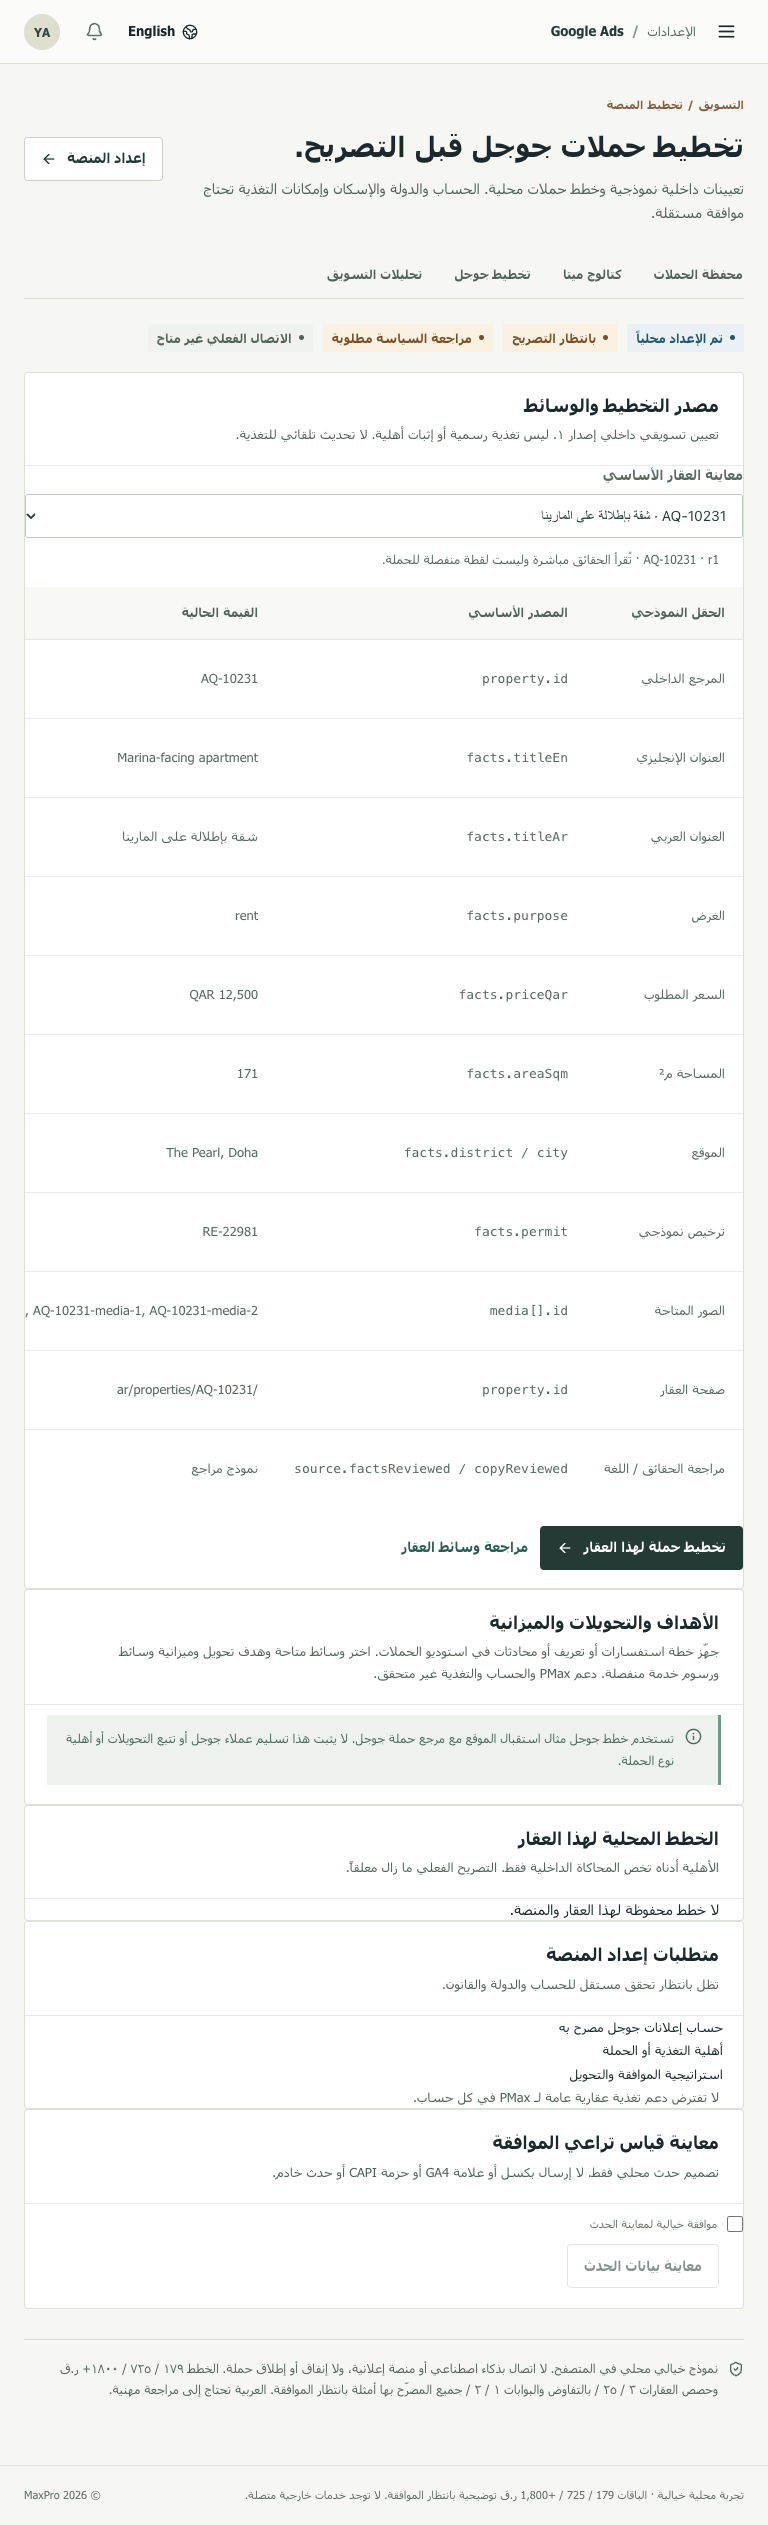 الإعدادات / Google Ads
English
YA
التسويق / تخطيط المنصة
تخطيط حملات جوجل قبل التصريح.
إعداد المنصة
تعيينات داخلية نموذجية وخطط حملات محلية. الحساب والدولة والإسكان وإمكانات التغذية تحتاج
موافقة مستقلة.
محفظة الحملات
كتالوج ميتا
تخطيط جوجل
تحليلات التسويق
تم الإعداد محلياً
بانتظار التصريح
مراجعة السياسة مطلوبة
الاتصال الفعلي غير متاح
مصدر التخطيط والوسائط
تعيين تسويقي داخلي إصدار ١. ليس تغذية رسمية أو إثبات أهلية. لا تحديث تلقائي للتغذية.
معاينة العقار الأساسي
AQ-10231 · شقة بإطلالة على المارينا
AQ-10231 · r1 · تُقرأ الحقائق مباشرة وليست لقطة منفصلة للحملة.
الحقل النموذجي المصدر الأساسي القيمة الحالية
المرجع الداخلي property.id AQ-10231
العنوان الإنجليزي facts.titleEn Marina-facing apartment
العنوان العربي facts.titleAr شقة بإطلالة على المارينا
الغرض facts.purpose rent
السعر المطلوب facts.priceQar QAR 12,500
المساحة م² facts.areaSqm 171
الموقع facts.district / city The Pearl, Doha
ترخيص نموذجي facts.permit RE-22981
الصور المتاحة media[].id , AQ-10231-media-1, AQ-10231-media-2
صفحة العقار property.id ar/properties/AQ-10231/
مراجعة الحقائق / اللغة source.factsReviewed / copyReviewed نموذج مراجع
تخطيط حملة لهذا العقار
مراجعة وسائط العقار
الأهداف والتحويلات والميزانية
جهّز خطة استفسارات أو تعريف أو محادثات في استوديو الحملات. اختر وسائط متاحة وهدف تحويل وميزانية وسائط
ورسوم خدمة منفصلة. دعم PMax والحساب والتغذية غير متحقق.
تستخدم خطط جوجل مثال استقبال الموقع مع مرجع حملة جوجل. لا يثبت هذا تسليم عملاء جوجل أو تتبع التحويلات أو أهلية
نوع الحملة.
الخطط المحلية لهذا العقار
الأهلية أدناه تخص المحاكاة الداخلية فقط. التصريح الفعلي ما زال معلقاً.
لا خطط محفوظة لهذا العقار والمنصة.
متطلبات إعداد المنصة
تظل بانتظار تحقق مستقل للحساب والدولة والقانون.
حساب إعلانات جوجل مصرح به
أهلية التغذية أو الحملة
استراتيجية الموافقة والتحويل
لا تفترض دعم تغذية عقارية عامة لـ PMax في كل حساب.
معاينة قياس تراعي الموافقة
تصميم حدث محلي فقط. لا إرسال بكسل أو علامة GA4 أو حزمة CAPI أو حدث خادم.
موافقة خيالية لمعاينة الحدث
معاينة بيانات الحدث
نموذج خيالي محلي في المتصفح. لا اتصال بذكاء اصطناعي أو منصة إعلانية، ولا إنفاق أو إطلاق حملة. الخطط ١٧٩ / ٧٢٥ / ١٨٠٠+ ر.ق
وحصص العقارات ٣ / ٢٥ / بالتفاوض والبوابات ١ / ٢ / جميع المصرّح بها أمثلة بانتظار الموافقة. العربية تحتاج إلى مراجعة مهنية.
تجربة محلية خيالية · الباقات 179 / 725 / +1,800 ر.ق توضيحية بانتظار الموافقة. لا توجد خدمات خارجية متصلة.
© 2026 MaxPro